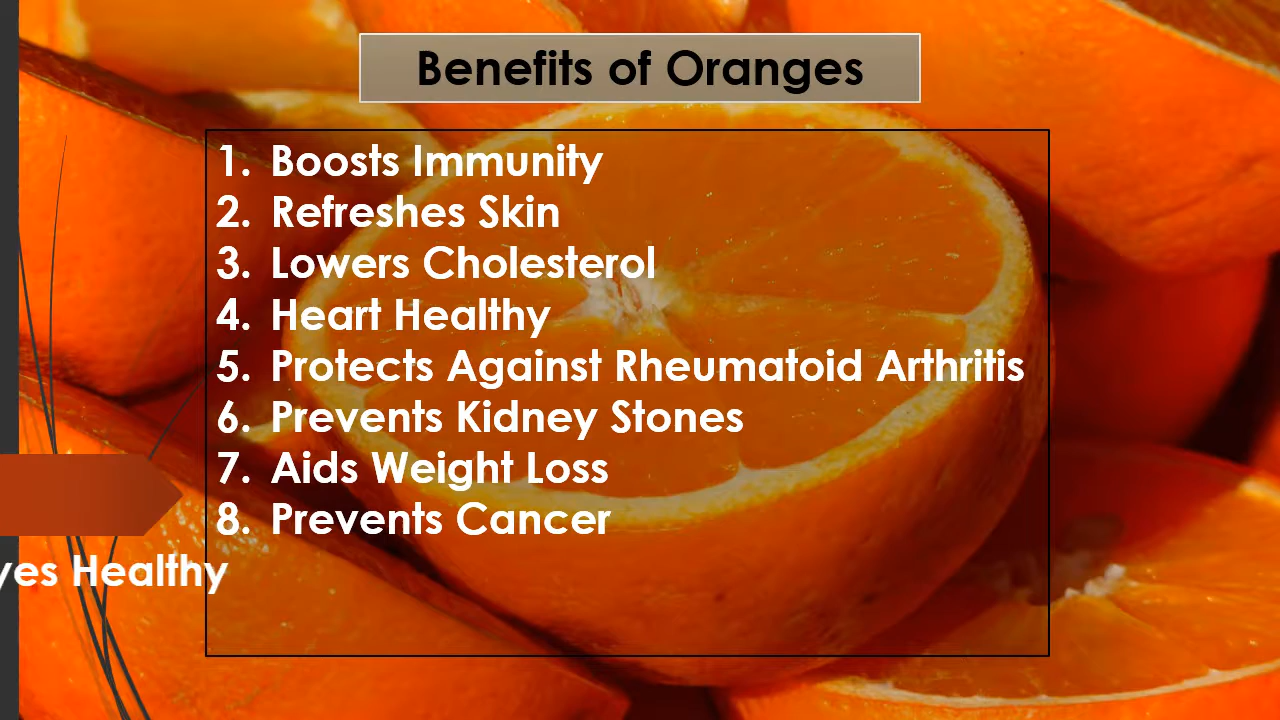 Benefits of Oranges
1. Boosts Immunity
2. Refreshes Skin
3. Lowers Cholesterol
4. Heart Healthy
5. Protects Against Rheumatoid Arthritis
6. Prevents Kidney Stones
7. Aids Weight Loss
8. Prevents Cancer
Healthy